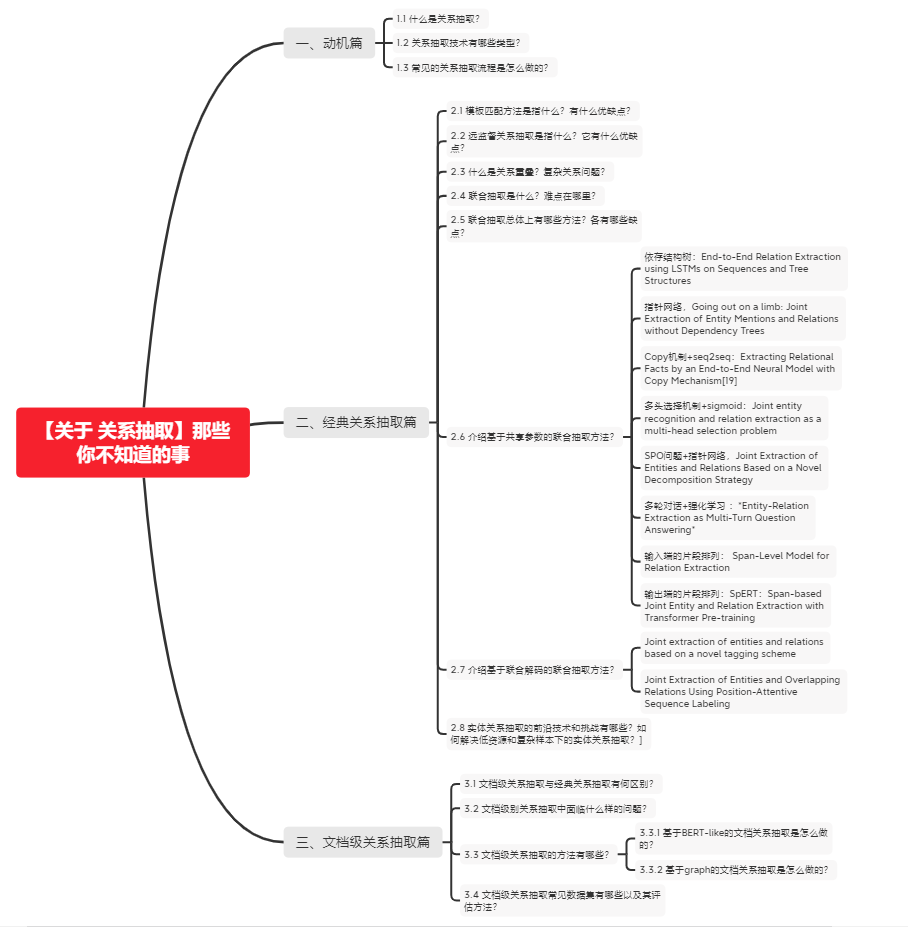 【关于 关系抽取】那些
你不知道的事
一、动机篇
1.1 什么是关系抽取？
1.2 关系抽取技术有哪些类型？
1.3 常见的关系抽取流程是怎么做的？
二、经典关系抽取篇
2.1 模板匹配方法是指什么？有什么优缺点？
2.2 远监督关系抽取是指什么？它有什么优缺
点？
2.3 什么是关系重叠？复杂关系问题？
2.4 联合抽取是什么？难点在哪里？
2.5 联合抽取总体上有哪些方法？各有哪些缺
点？
2.6 介绍基于共享参数的联合抽取方法？
依存结构树：End-to-End Relation Extraction
using LSTMs on Sequences and Tree
Structures
指针网络，Going out on a limb: Joint
Extraction of Entity Mentions and Relations
without Dependency Trees
Copy机制+seq2seq：Extracting Relational
Facts by an End-to-End Neural Model with
Copy Mechanism[19]
多头选择机制+sigmoid：Joint entity
recognition and relation extraction as a
multi-head selection problem
SPO问题+指针网络，Joint Extraction of
Entities and Relations Based on a Novel
Decomposition Strategy
多轮对话+强化学习 ："Entity-Relation
Extraction as Multi-Turn Question
Answering"
输入端的片段排列： Span-Level Model for
Relation Extraction
输出端的片段排列：SpERT：Span-based
Joint Entity and Relation Extraction with
Transformer Pre-training
2.7 介绍基于联合解码的联合抽取方法？
Joint extraction of entities and relations
based on a novel tagging scheme
Joint Extraction of Entities and Overlapping
Relations Using Position-Attentive
Sequence Labeling
2.8 实体关系抽取的前沿技术和挑战有哪些？如
何解决低资源和复杂样本下的实体关系抽取？]
三、文档级关系抽取篇
3.1 文档级关系抽取与经典关系抽取有何区别？
3.2 文档级别关系抽取中面临什么样的问题？
3.3 文档级关系抽取的方法有哪些？
3.3.1 基于BERT-like的文档关系抽取是怎么做
的？
3.3.2 基于graph的文档关系抽取是怎么做的？
3.4 文档级关系抽取常见数据集有哪些以及其评
估方法？